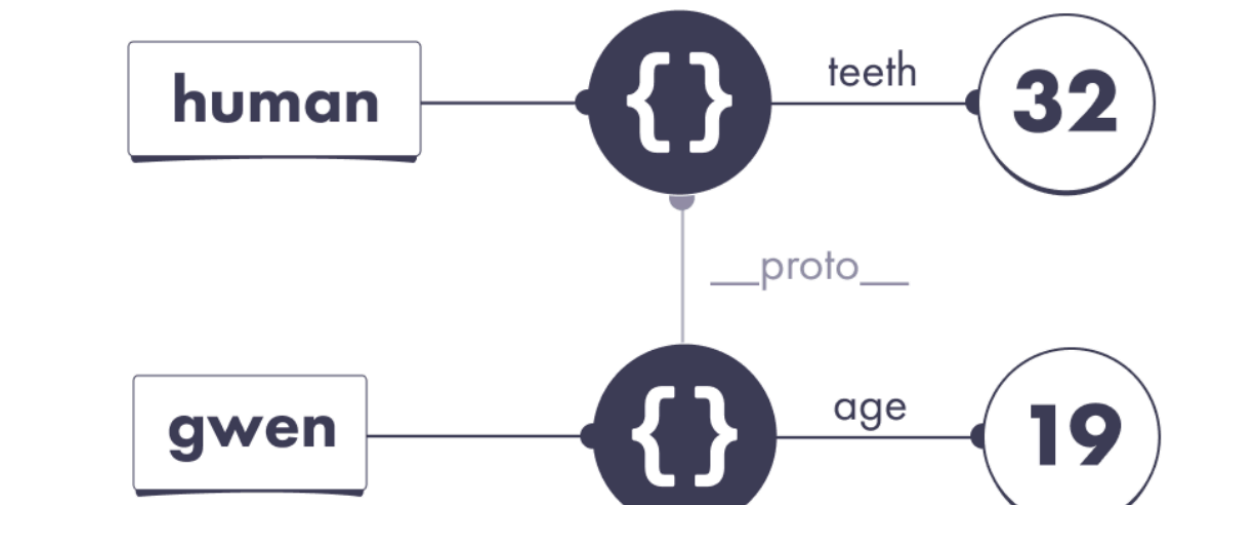 human
{}
teeth
32
__proto__
gwen
{}
age
19